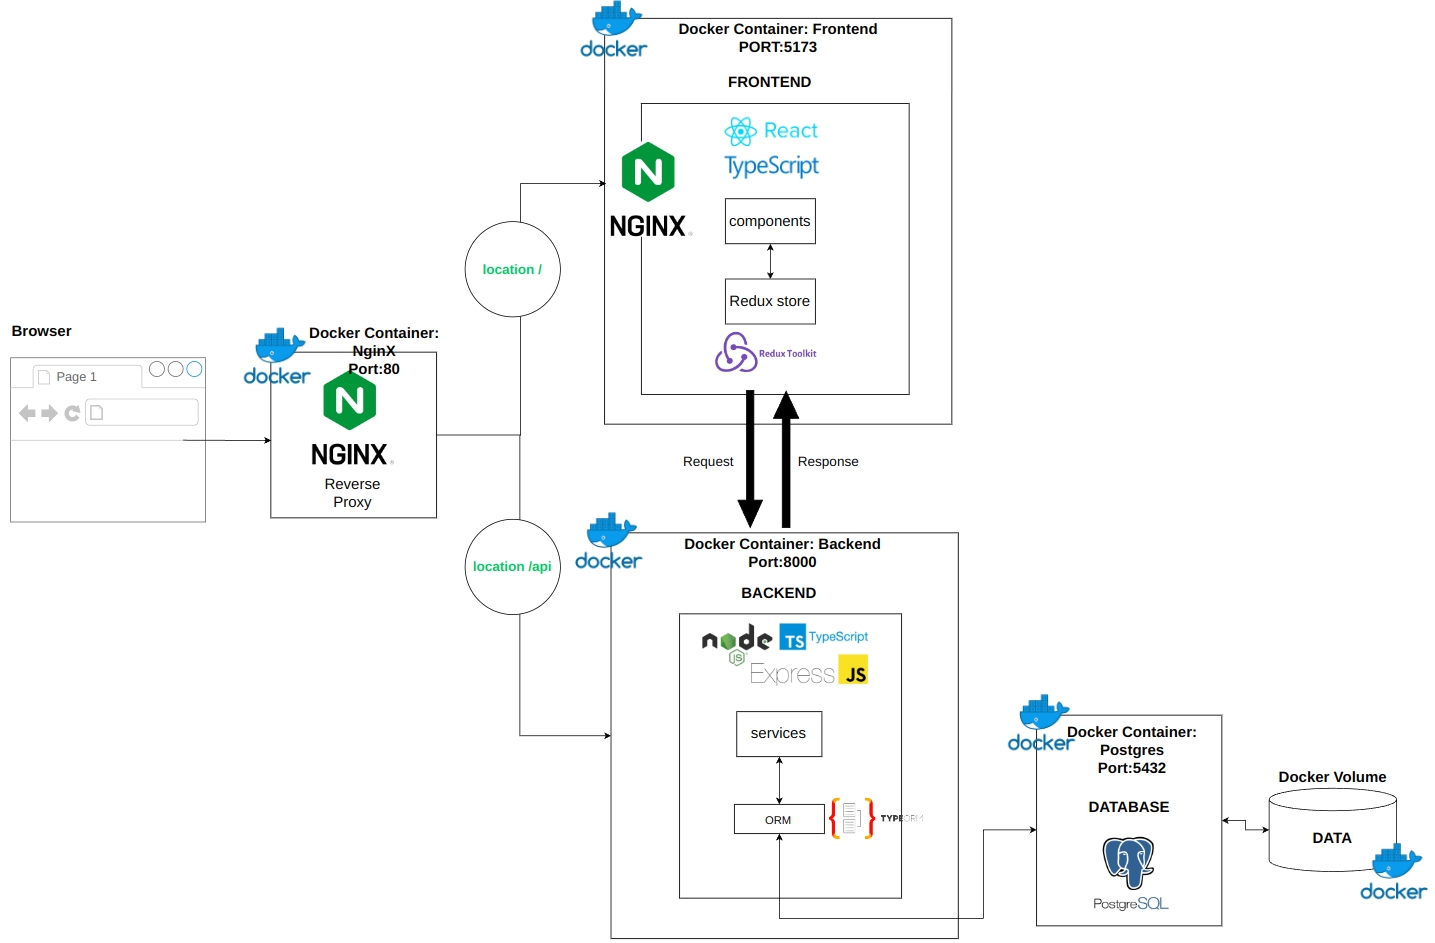 docker
Docker Container: Frontend
PORT:5173
FRONTEND
React
TypeScript
NGINX
components
Redux store
Redux Toolkit
location /
Browser
Page 1
docker
Docker Container:
NginX
Port:80
NGINX
Reverse
Proxy
Request
Response
location /api
docker
Docker Container: Backend
Port:8000
BACKEND
node
JS
TS TypeScript
Express JS
services
ORM
TYPEORM
docker
Docker Container:
Postgres
Port:5432
DATABASE
PostgreSQL
Docker Volume
DATA
docker